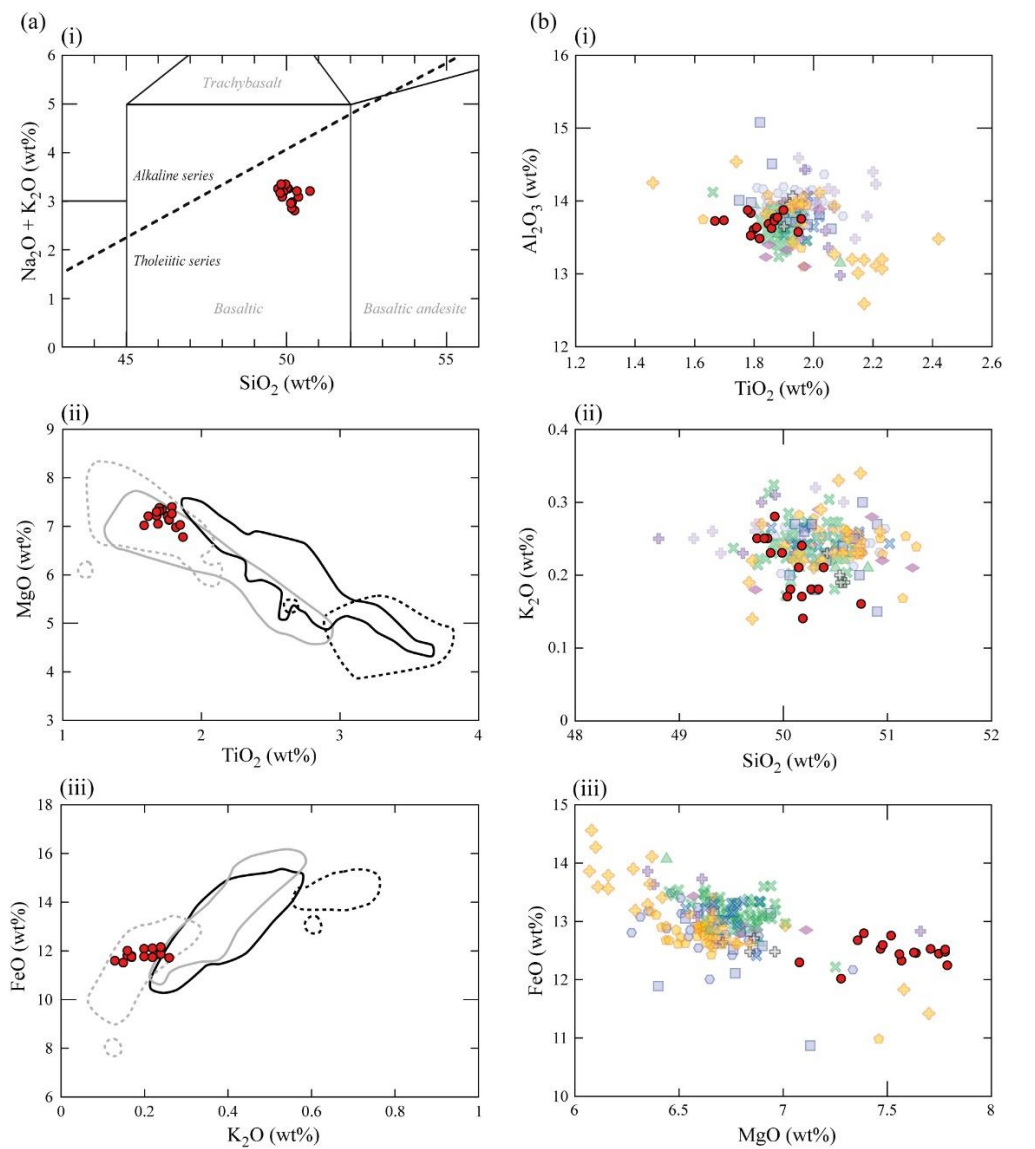 (a)
(i)
6
5
4
3
2
1
0
Na₂O + K₂O (wt%)
Trachybasalt
Alkaline series
Tholeiitic series
Basaltic
Basaltic andesite
45
50
55
SiO₂ (wt%)
(ii)
9
8
7
6
5
4
3
MgO (wt%)
1
2
3
4
TiO₂ (wt%)
(iii)
18
16
14
12
10
8
6
FeO (wt%)
0
0.2
0.4
0.6
0.8
1
K₂O (wt%)
(b)
(i)
16
15
14
13
12
Al₂O₃ (wt%)
1.2
1.4
1.6
1.8
2.0
2.2
2.4
2.6
TiO₂ (wt%)
(ii)
0.4
0.3
0.2
0.1
0
K₂O (wt%)
48
49
50
51
52
SiO₂ (wt%)
(iii)
15
14
13
12
11
10
FeO (wt%)
6
6.5
7
7.5
8
MgO (wt%)